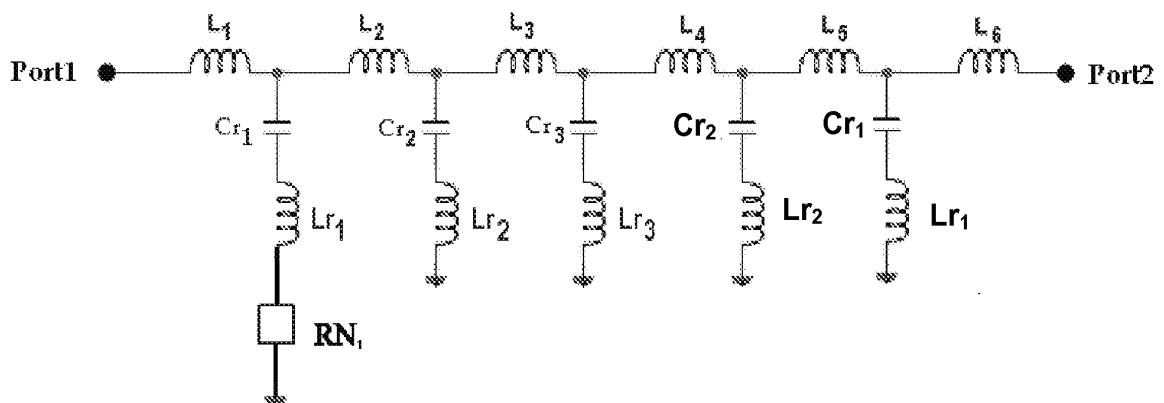 L₁ L₂ L₃ L₄ L₅ L₆
Port1 Port2
Cr₁ Cr₂ Cr₃ Cr₂ Cr₁
Lr₁ Lr₂ Lr₃ Lr₂ Lr₁
RN₁